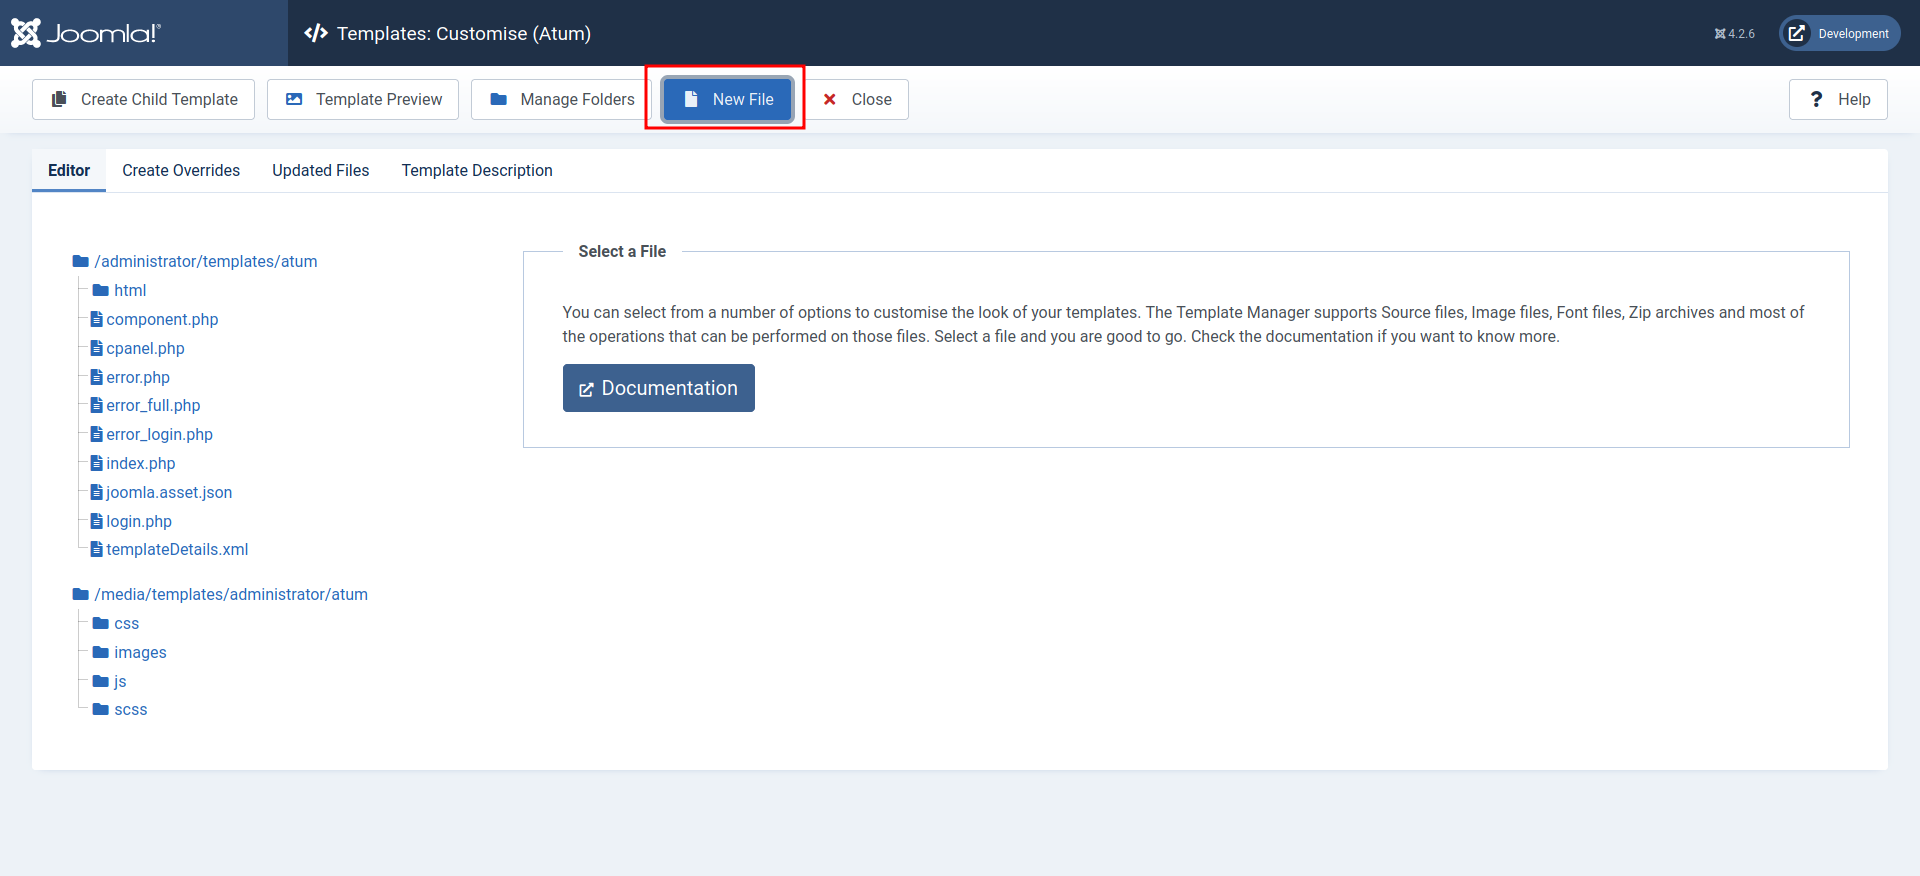 Joomla!®
Templates: Customise (Atum)
4.2.6
Development
Create Child Template
Template Preview
Manage Folders
New File
Close
Help
Editor
Create Overrides
Updated Files
Template Description
/administrator/templates/atum
html
component.php
cpanel.php
error.php
error_full.php
error_login.php
index.php
joomla.asset.json
login.php
templateDetails.xml
/media/templates/administrator/atum
css
images
js
scss
Select a File
You can select from a number of options to customise the look of your templates. The Template Manager supports Source files, Image files, Font files, Zip archives and most of
the operations that can be performed on those files. Select a file and you are good to go. Check the documentation if you want to know more.
Documentation